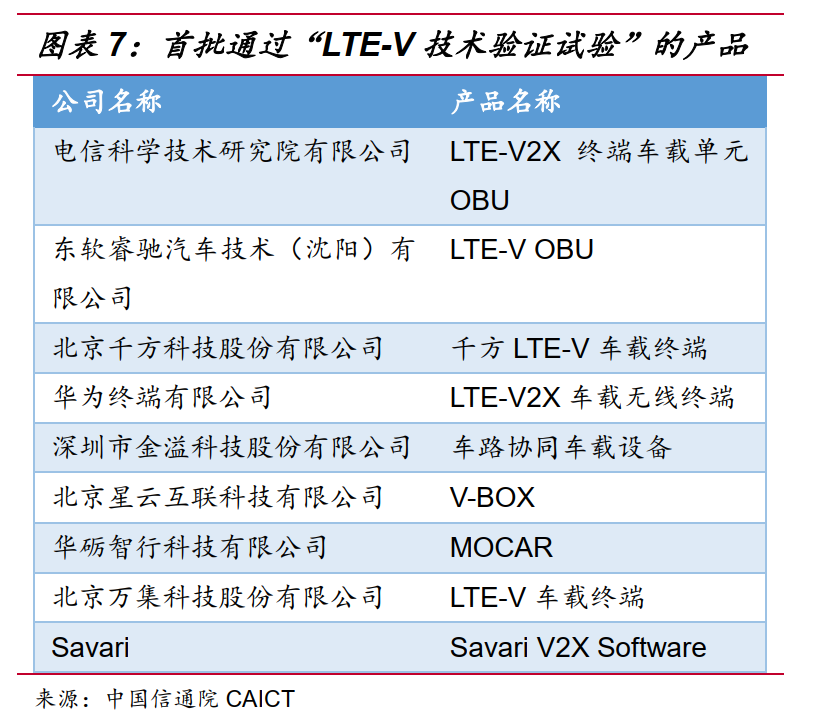 图表 7：首批通过“LTE-V 技术验证试验”的产品
公司名称 产品名称
电信科学技术研究院有限公司 LTE-V2X 终端车载单元
OBU
东软睿驰汽车技术（沈阳）有 LTE-V OBU
限公司
北京千方科技股份有限公司 千方 LTE-V 车载终端
华为终端有限公司 LTE-V2X 车载无线终端
深圳市金溢科技股份有限公司 车路协同车载设备
北京星云互联科技有限公司 V-BOX
华砺智行科技有限公司 MOCAR
北京万集科技股份有限公司 LTE-V 车载终端
Savari Savari V2X Software
来源：中国信通院 CAICT